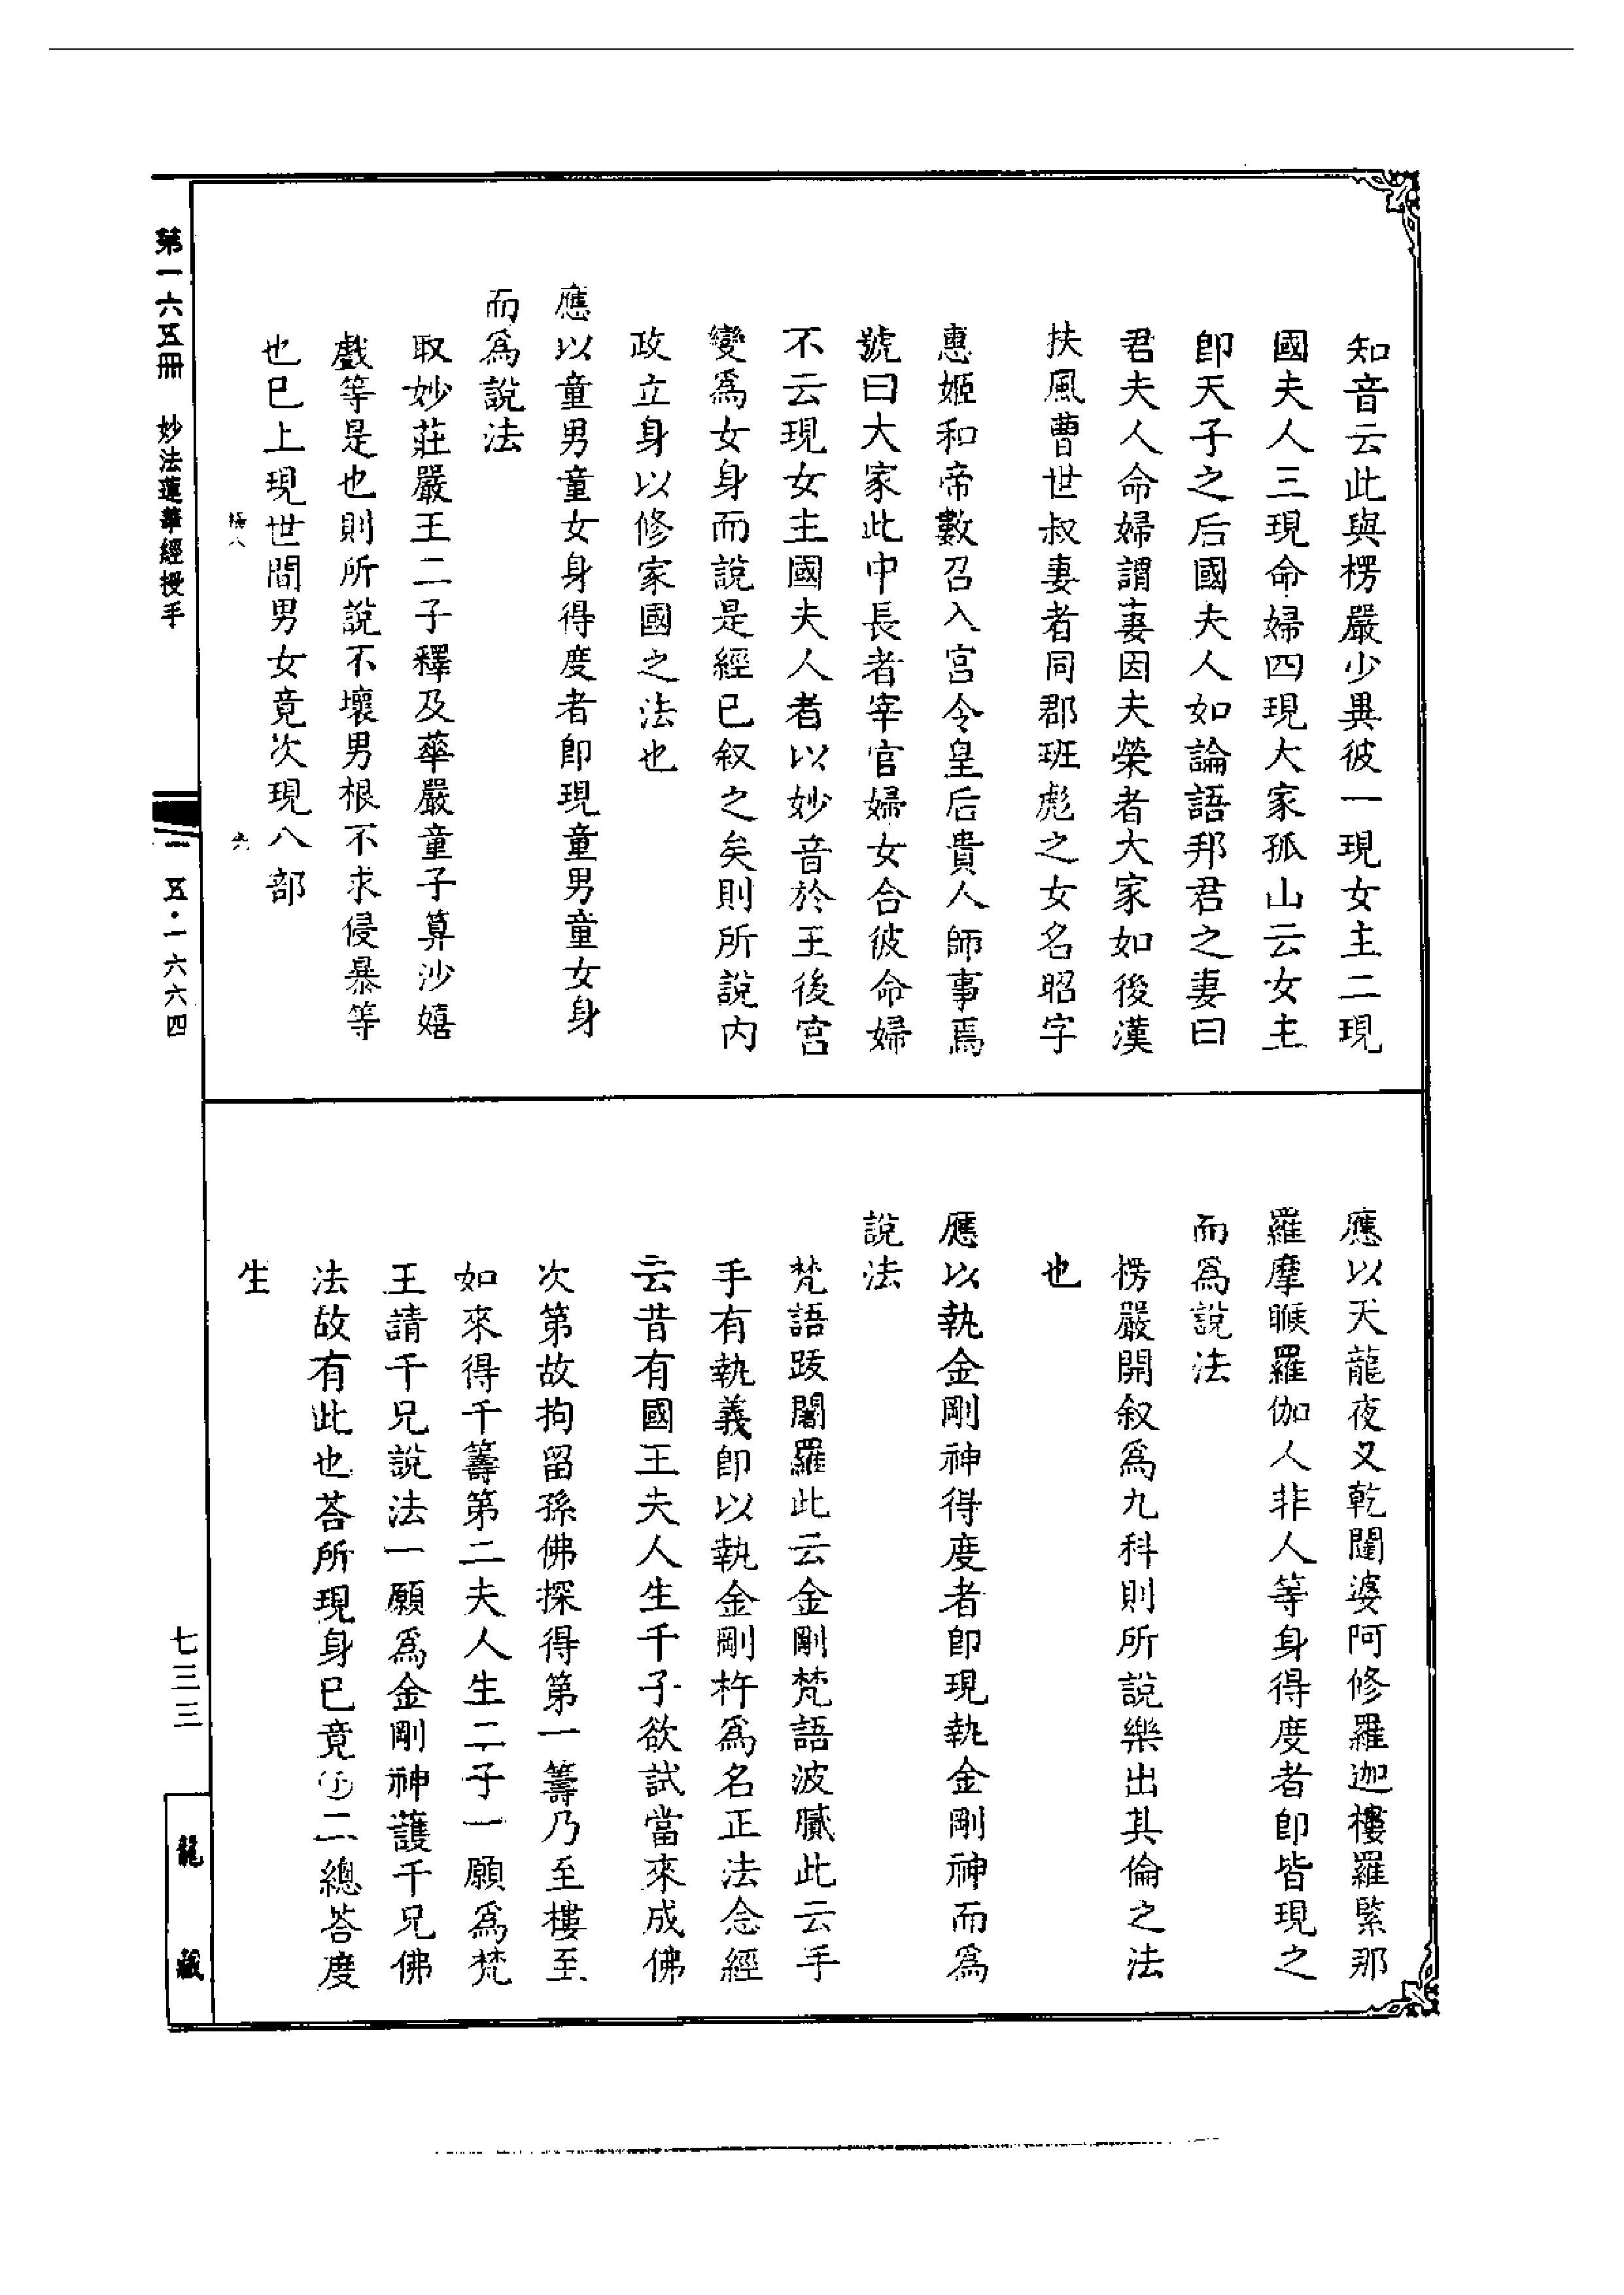 知音云此與楞嚴少異彼一現女主二現
國夫人三現命婦四現大家孤山云女主
卽天子之后國夫人如論語邦君之妻曰
君夫人命婦謂妻因夫榮者大家如後漢
扶風曹世叔妻者同郡班彪之女名昭字
惠姬和帝數召入宮令皇后貴人師事焉
號曰大家此中長者宰官婦女合彼命婦
不云現女主國夫人者以妙音於王後宮
變爲女身而說是經已叙之矣則所說內
政立身以修家國之法也
應以童男童女身得度者卽現童男童女身
而爲說法
取妙莊嚴王二子釋及華嚴童子算沙嬉
戲等是也則所說不壞男根不求侵暴等
也巳上現世間男女竟次現八部
應以天龍夜叉乾闥婆阿修羅迦樓羅緊那
羅摩睺羅伽人非人等身得度者卽皆現之
而爲說法
楞嚴開叙爲九科則所說樂出其倫之法
也
應以執金剛神得度者卽現執金剛神而爲
說法
梵語跋闍羅此云金剛梵語波膩此云手
手有執義卽以執金剛杵爲名正法念經
云昔有國王夫人生千子欲試當來成佛
次第故拘留孫佛探得第一籌乃至樓至
如來得千籌第二夫人生二子一願爲梵
王請千兄說法一願爲金剛神護千兄佛
法故有此也荅所現身巳竟二總荅度
生
第一六五冊 妙法蓮華經授手
一五·一六六四
七三三
龍藏